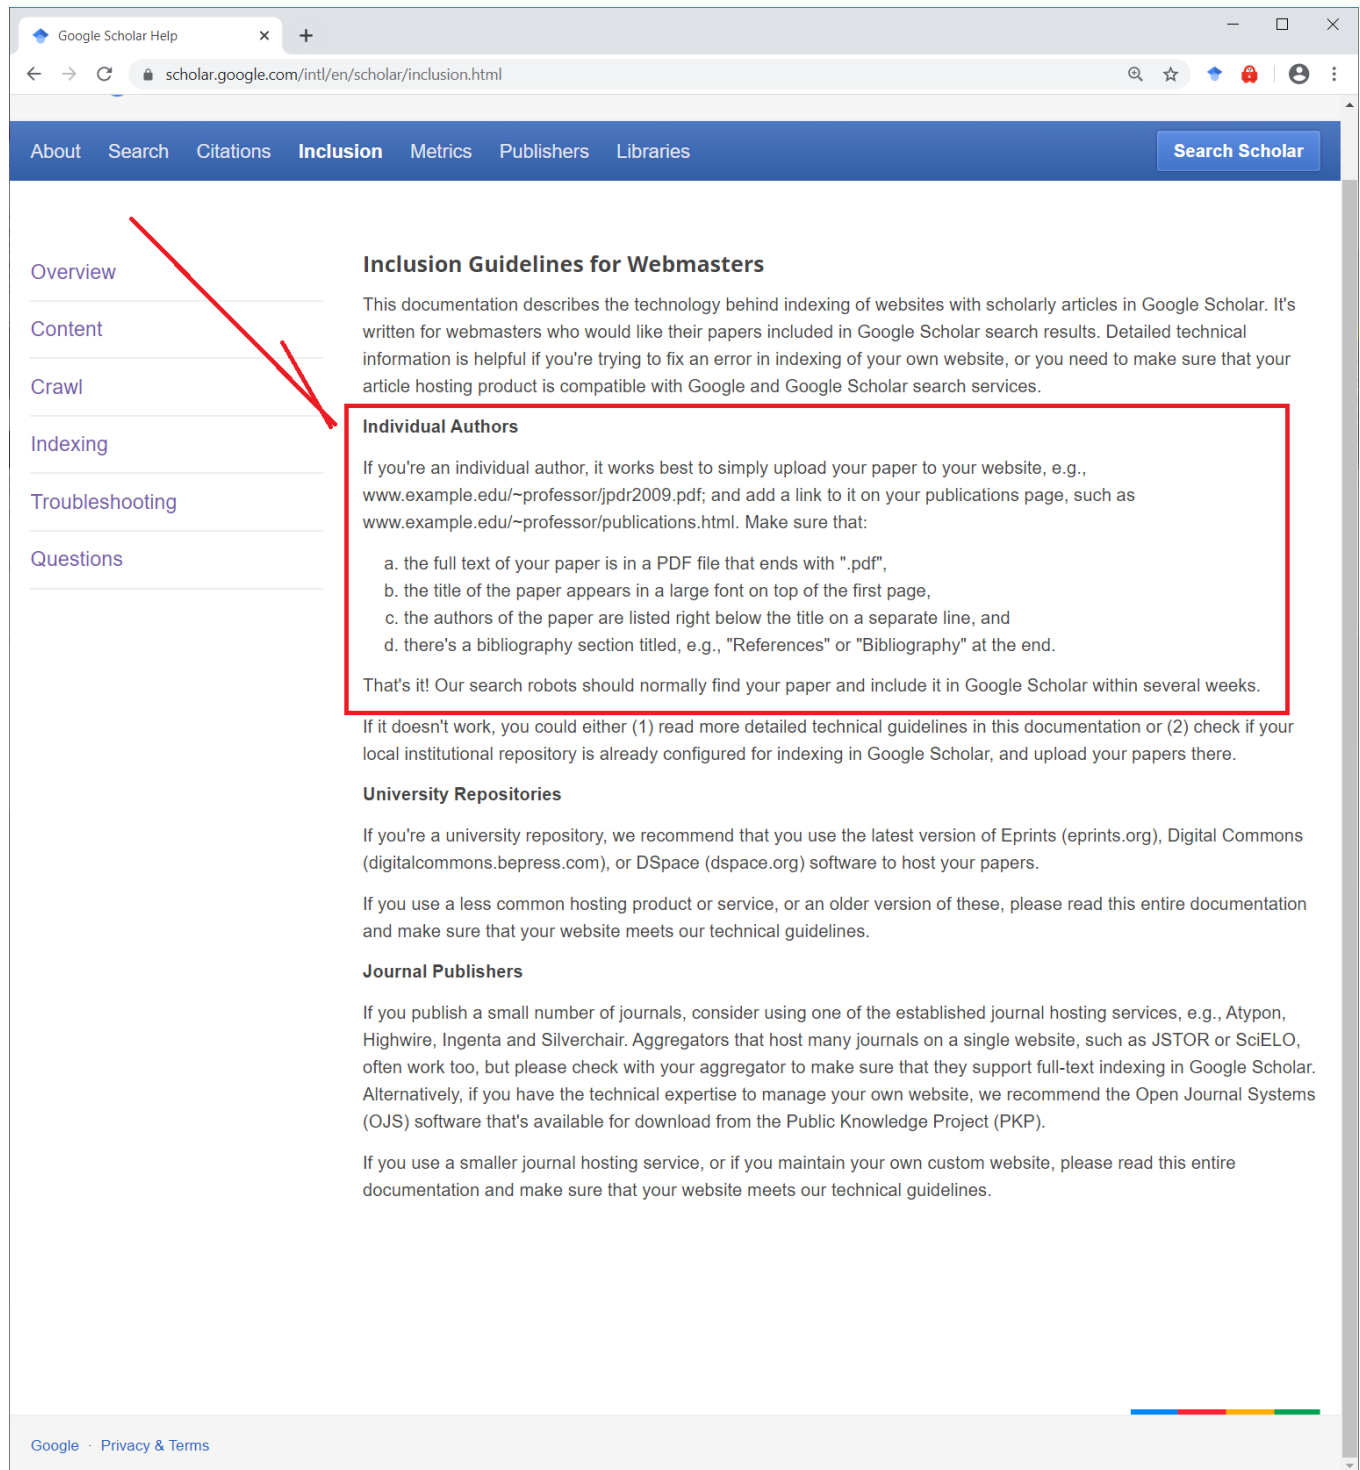 Google Scholar Help
scholar.google.com/intl/en/scholar/inclusion.html
About Search Citations Inclusion Metrics Publishers Libraries Search Scholar
Overview
Content
Crawl
Indexing
Troubleshooting
Questions
Inclusion Guidelines for Webmasters
This documentation describes the technology behind indexing of websites with scholarly articles in Google Scholar. It's
written for webmasters who would like their papers included in Google Scholar search results. Detailed technical
information is helpful if you're trying to fix an error in indexing of your own website, or you need to make sure that your
article hosting product is compatible with Google and Google Scholar search services.
Individual Authors
If you're an individual author, it works best to simply upload your paper to your website, e.g.,
www.example.edu/~professor/jpdr2009.pdf; and add a link to it on your publications page, such as
www.example.edu/~professor/publications.html. Make sure that:
a. the full text of your paper is in a PDF file that ends with ".pdf",
b. the title of the paper appears in a large font on top of the first page,
c. the authors of the paper are listed right below the title on a separate line, and
d. there's a bibliography section titled, e.g., "References" or "Bibliography" at the end.
That's it! Our search robots should normally find your paper and include it in Google Scholar within several weeks.
If it doesn't work, you could either (1) read more detailed technical guidelines in this documentation or (2) check if your
local institutional repository is already configured for indexing in Google Scholar, and upload your papers there.
University Repositories
If you're a university repository, we recommend that you use the latest version of Eprints (eprints.org), Digital Commons
(digitalcommons.bepress.com), or DSpace (dspace.org) software to host your papers.
If you use a less common hosting product or service, or an older version of these, please read this entire documentation
and make sure that your website meets our technical guidelines.
Journal Publishers
If you publish a small number of journals, consider using one of the established journal hosting services, e.g., Atypon,
Highwire, Ingenta and Silverchair. Aggregators that host many journals on a single website, such as JSTOR or SciELO,
often work too, but please check with your aggregator to make sure that they support full-text indexing in Google Scholar.
Alternatively, if you have the technical expertise to manage your own website, we recommend the Open Journal Systems
(OJS) software that's available for download from the Public Knowledge Project (PKP).
If you use a smaller journal hosting service, or if you maintain your own custom website, please read this entire
documentation and make sure that your website meets our technical guidelines.
Google · Privacy & Terms